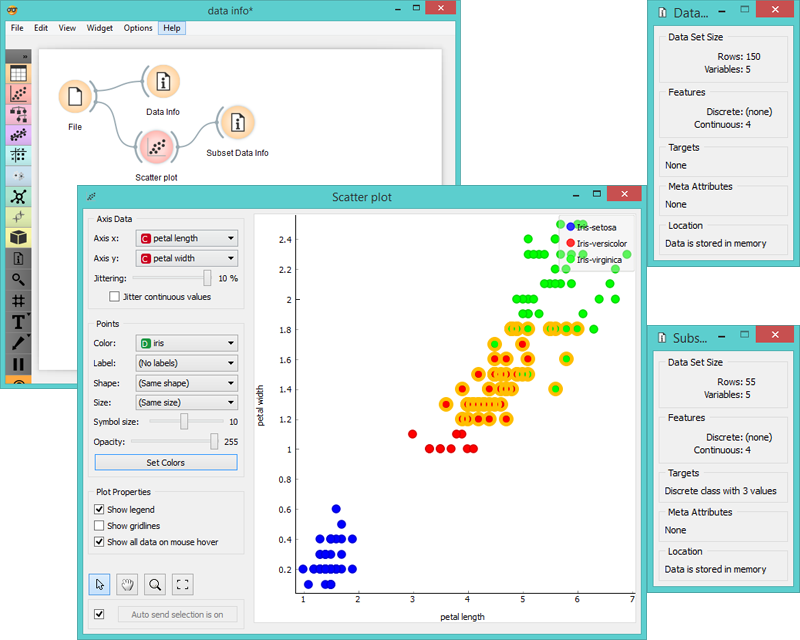 data info*
File Edit View Widget Options Help
File
Data Info
Scatter plot
Subset Data Info
Data...
Data Set Size
Rows: 150
Variables: 5
Features
Discrete: (none)
Continuous: 4
Targets
None
Meta Attributes
None
Location
Data is stored in memory
Scatter plot
Axis Data
Axis x: C petal length
Axis y: C petal width
Jittering: 10 %
Jitter continuous values
Points
Color: D iris
Label: (No labels)
Shape: (Same shape)
Size: (Same size)
Symbol size: 10
Opacity: 255
Set Colors
Plot Properties
Show legend
Show gridlines
Show all data on mouse hover
Auto send selection is on
petal width
2.4
2.2
2
1.8
1.6
1.4
1.2
1
0.8
0.6
0.4
0.2
1 2 3 4 5 6 7
petal length
Iris-setosa
Iris-versicolor
Iris-virginica
Subs...
Data Set Size
Rows: 55
Variables: 5
Features
Discrete: (none)
Continuous: 4
Targets
Discrete class with 3 values
Meta Attributes
None
Location
Data is stored in memory